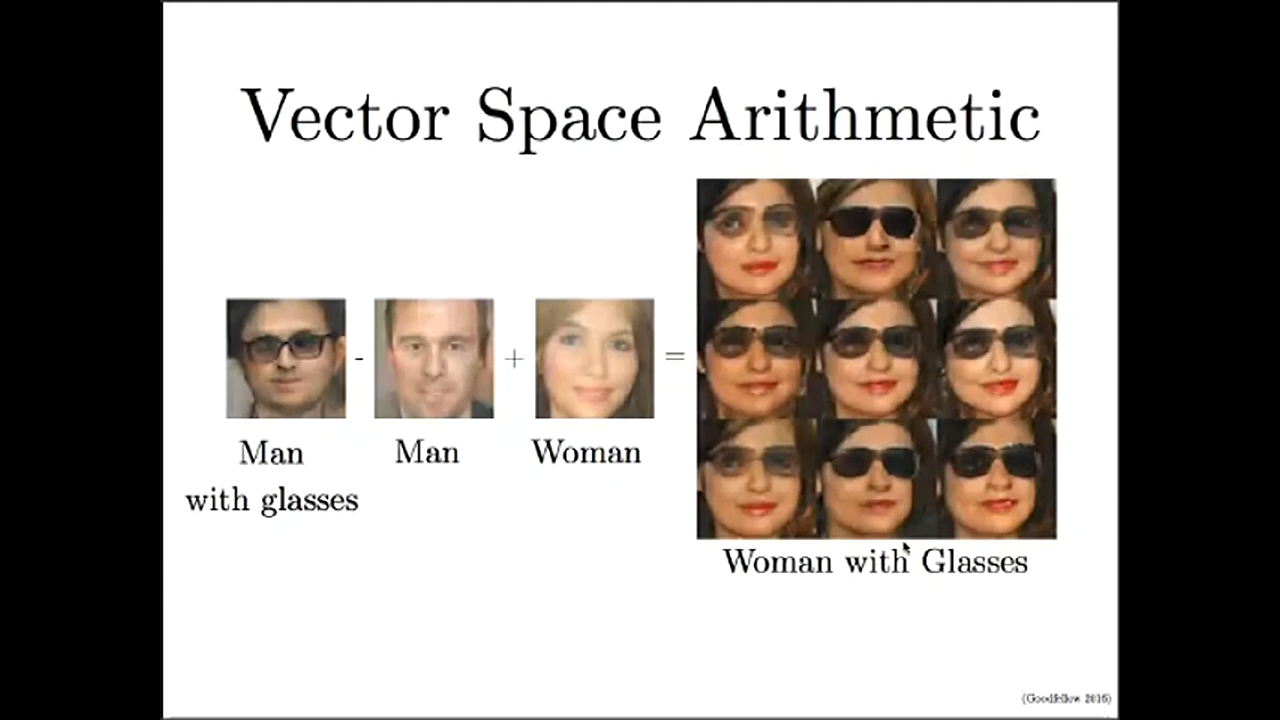 Vector Space Arithmetic
- + =
Man Man Woman
with glasses
Woman with Glasses
(Goodfellow 2016)